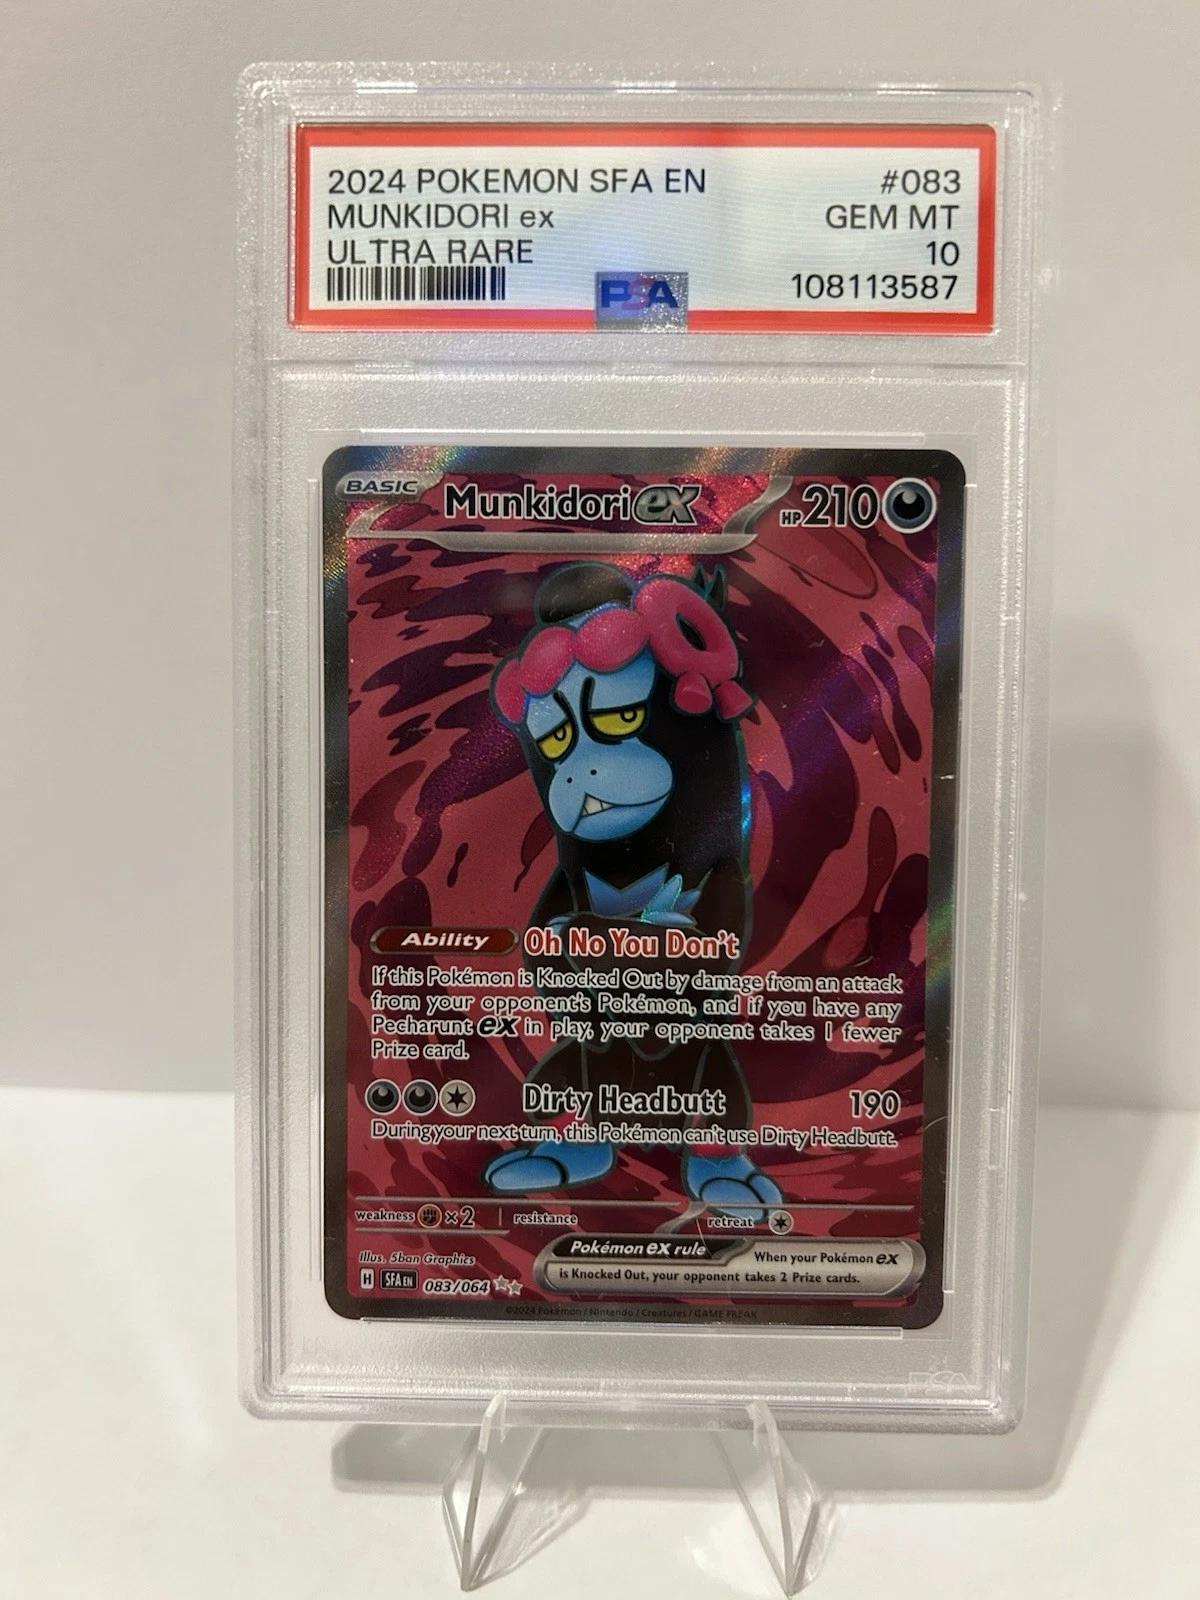 2024 POKEMON SFA EN #083
MUNKIDORI ex GEM MT
ULTRA RARE 10
PSA 108113587
BASIC Munkidori ex HP 210
Ability Oh No You Don't
If this Pokémon is Knocked Out by damage from an attack
from your opponent's Pokémon, and if you have any
Pecharunt ex in play, your opponent takes 1 fewer
Prize card.
Dirty Headbutt 190
During your next turn, this Pokémon can't use Dirty Headbutt.
weakness ×2 resistance retreat
Illus. 5ban Graphics
Pokémon ex rule When your Pokémon ex
is Knocked Out, your opponent takes 2 Prize cards.
H SFA EN 083/064
©2024 Pokémon / Nintendo / Creatures / GAME FREAK
PSA